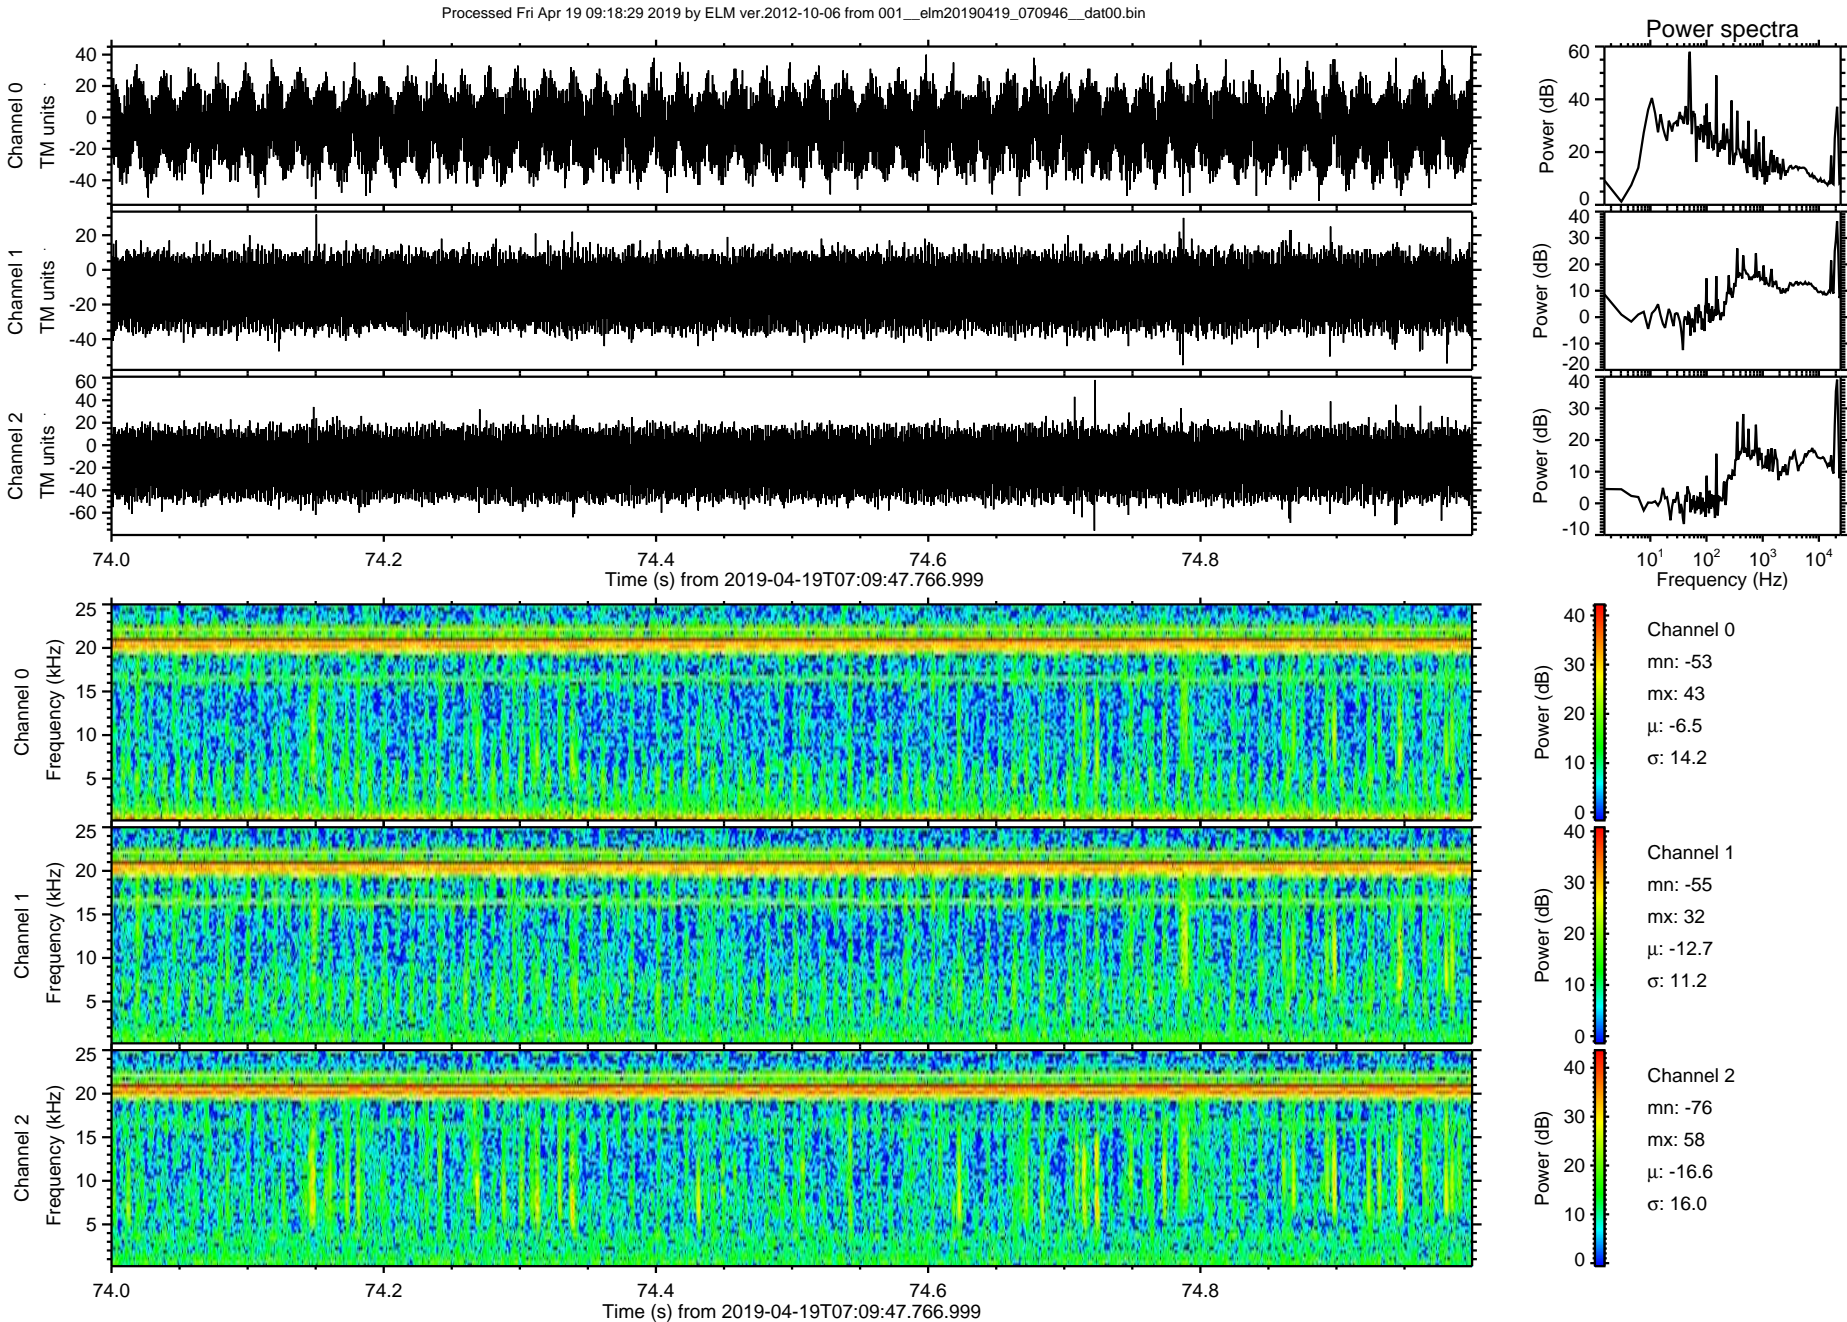 Processed Fri Apr 19 09:18:29 2019 by ELM ver.2012-10-06 from 001__elm20190419_070946__dat00.bin
Power spectra
Channel 0
TM units
40
20
0
-20
-40
Power (dB)
60
40
20
0
Channel 1
TM units
20
0
-20
-40
Power (dB)
40
30
20
10
0
-10
-20
Channel 2
TM units
60
40
20
0
-20
-40
-60
Power (dB)
40
30
20
10
0
-10
74.0 74.2 74.4 74.6 74.8
Time (s) from 2019-04-19T07:09:47.766.999
10^1 10^2 10^3 10^4
Frequency (Hz)
Channel 0
Frequency (kHz)
25
20
15
10
5
Power (dB)
40
30
20
10
0
Channel 0
mn: -53
mx: 43
μ: -6.5
σ: 14.2
Channel 1
Frequency (kHz)
25
20
15
10
5
Power (dB)
40
30
20
10
0
Channel 1
mn: -55
mx: 32
μ: -12.7
σ: 11.2
Channel 2
Frequency (kHz)
25
20
15
10
5
Power (dB)
40
30
20
10
0
Channel 2
mn: -76
mx: 58
μ: -16.6
σ: 16.0
74.0 74.2 74.4 74.6 74.8
Time (s) from 2019-04-19T07:09:47.766.999